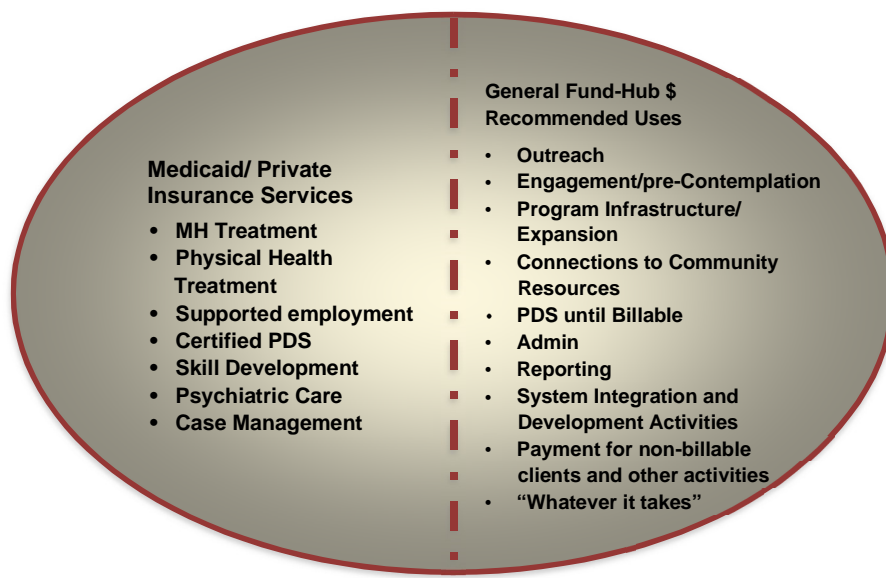 Medicaid/ Private
Insurance Services
• MH Treatment
• Physical Health
Treatment
• Supported employment
• Certified PDS
• Skill Development
• Psychiatric Care
• Case Management
General Fund-Hub $
Recommended Uses
• Outreach
• Engagement/pre-Contemplation
• Program Infrastructure/
Expansion
• Connections to Community
Resources
• PDS until Billable
• Admin
• Reporting
• System Integration and
Development Activities
• Payment for non-billable
clients and other activities
• “Whatever it takes”